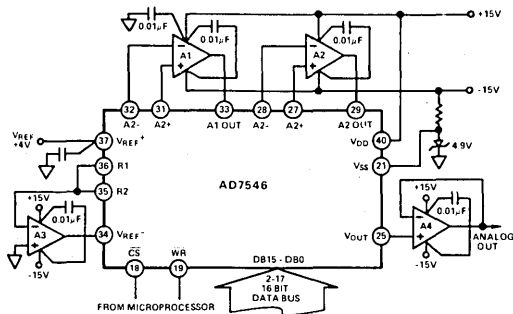 +15V
0.01μF
0.01μF
A1
0.01μF
A2
-15V
32
31
33
28
27
29
A2-
A2+
A1 OUT
A2-
A2+
A2 OUT
VREF
+4V
37
VREF+
VDD
40
4.9V
36
R1
VSS
21
35
R2
AD7546
+15V
0.01μF
A3
34
VREF-
-15V
VOUT
25
+15V
0.01μF
A4
ANALOG
OUT
-15V
CS
WR
DB15 - DB0
18
19
2-17
16 BIT
DATA BUS
FROM MICROPROCESSOR